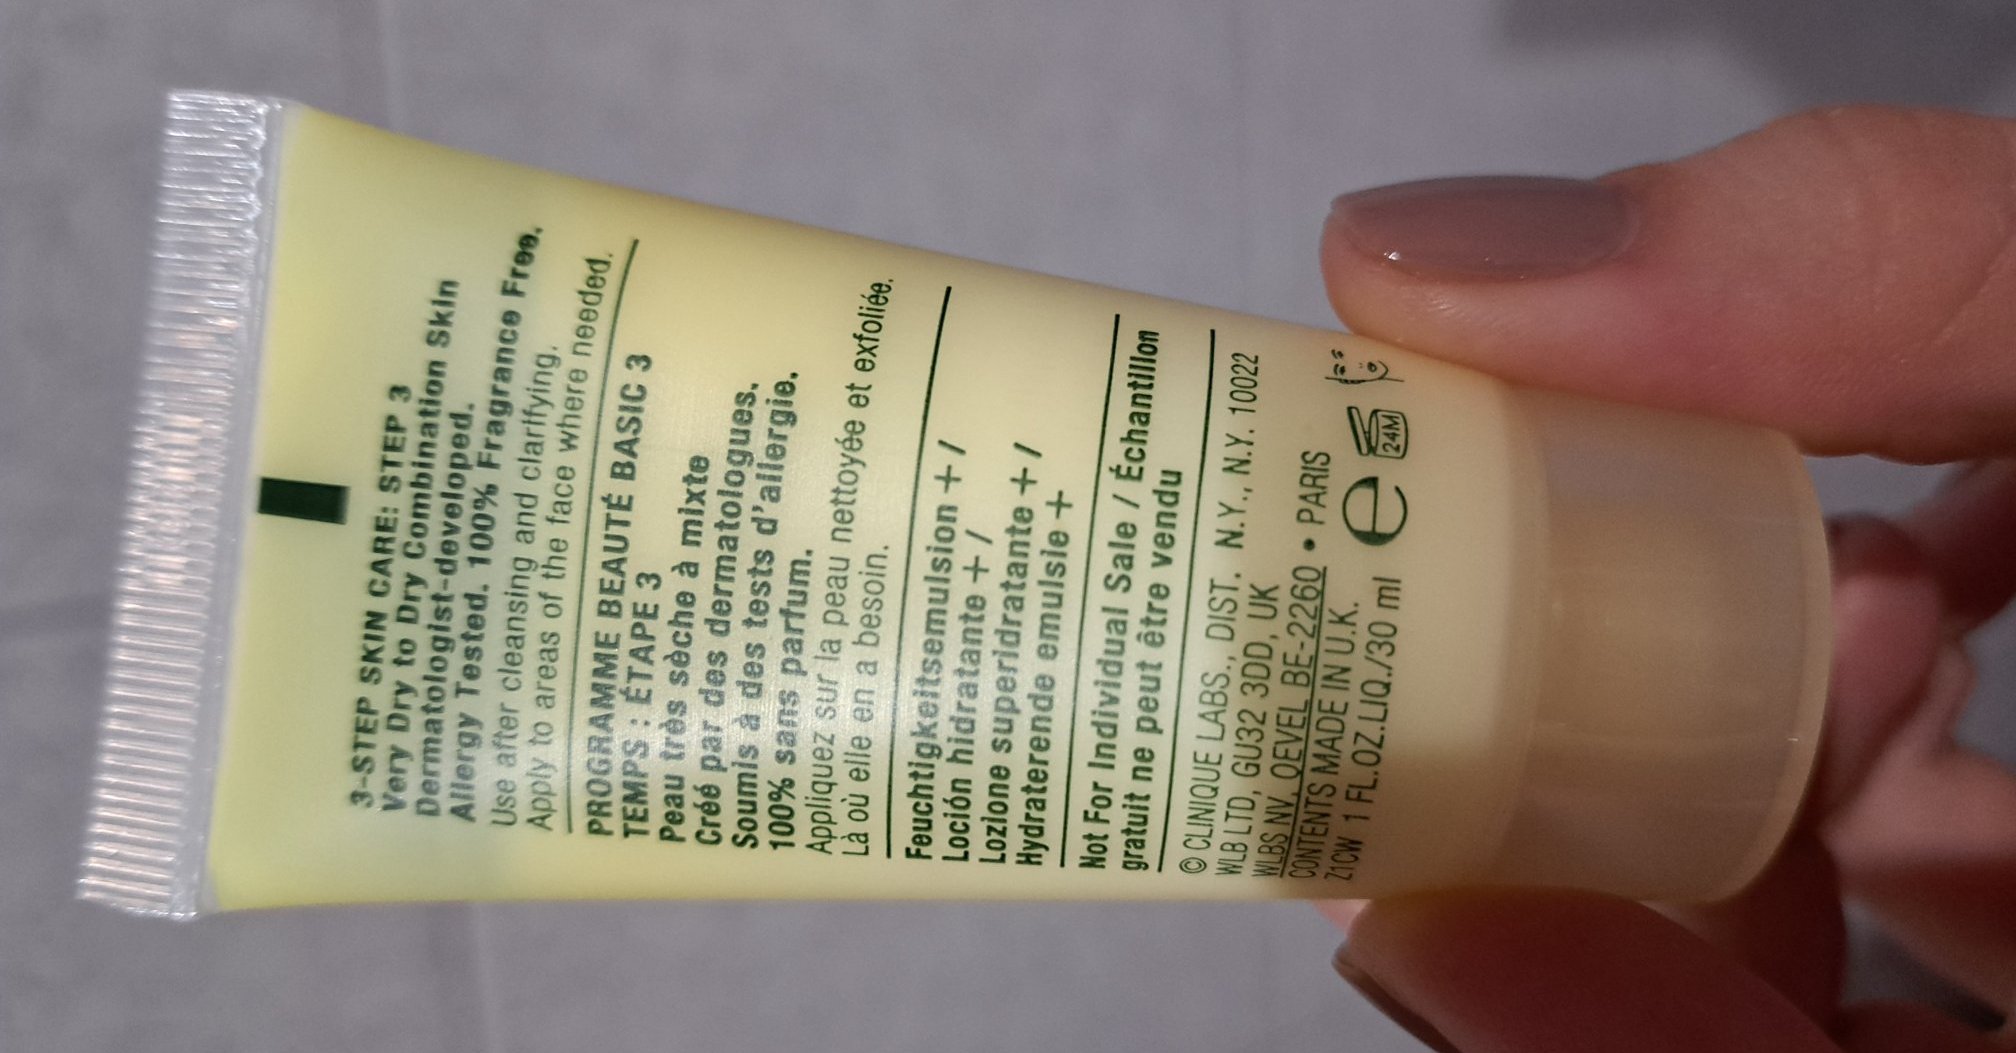 3-STEP SKIN CARE: STEP 3
Very Dry to Dry Combination Skin
Dermatologist-developed.
Allergy Tested. 100% Fragrance Free.
Use after cleansing and clarifying.
Apply to areas of the face where needed.
PROGRAMME BEAUTÉ BASIC 3
TEMPS : ÉTAPE 3
Peau très sèche à mixte
Créé par des dermatologues.
Soumis à des tests d'allergie.
100% sans parfum.
Appliquez sur la peau nettoyée et exfoliée.
Là où elle en a besoin.
Feuchtigkeitsemulsion + /
Loción hidratante + /
Lozione superidratante + /
Hydraterende emulsie +
Not For Individual Sale / Échantillon
gratuit ne peut être vendu
© CLINIQUE LABS., DIST. N.Y., N.Y. 10022
WLB LTD, GU32 3DD, UK
WLBS NV, OEVEL BE-2260 • PARIS
CONTENTS MADE IN U.K.
Z1CW 1 FL.OZ.LIQ./30 ml e 24M